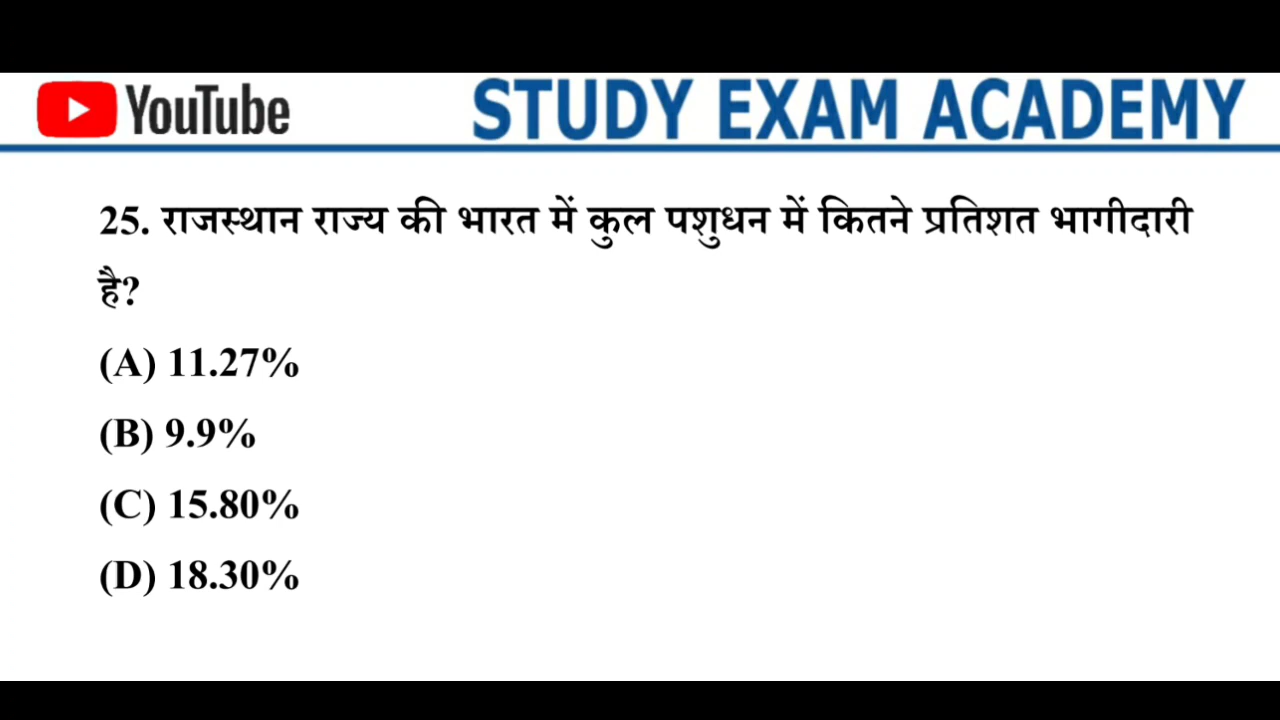 YouTube STUDY EXAM ACADEMY
25. राजस्थान राज्य की भारत में कुल पशुधन में कितने प्रतिशत भागीदारी
है?
(A) 11.27%
(B) 9.9%
(C) 15.80%
(D) 18.30%